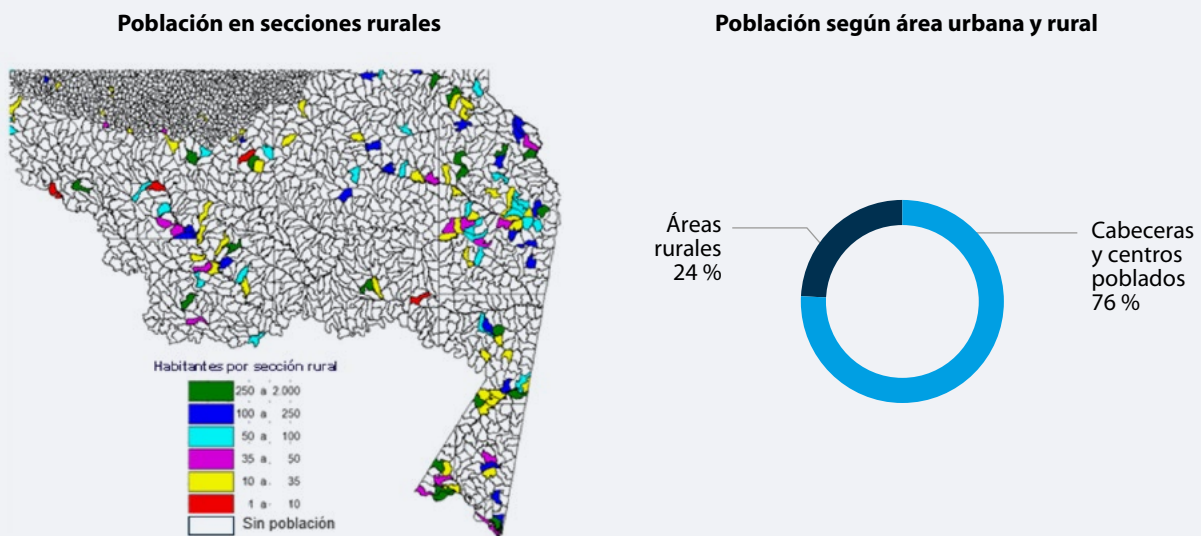 Población en secciones rurales
Habitantes por sección rural
250 a 2.000
100 a 250
50 a 100
35 a 50
10 a 35
1 a 10
Sin población
Población según área urbana y rural
Áreas
rurales
24 %
Cabeceras
y centros
poblados
76 %